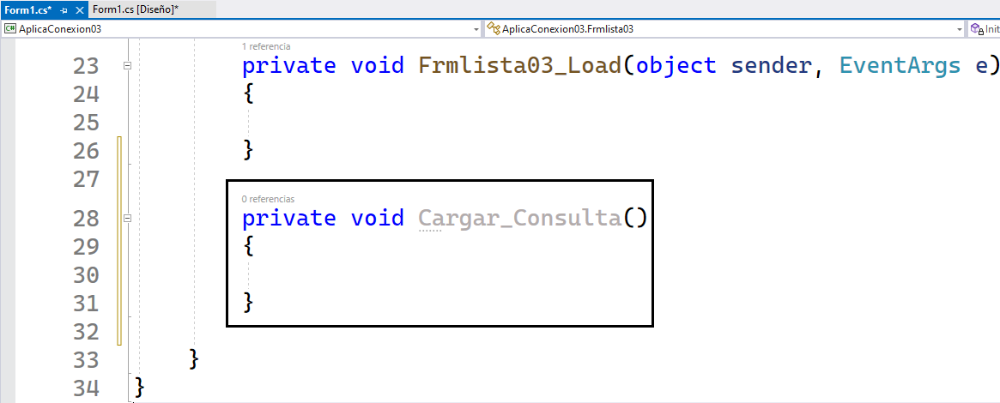 Form1.cs* Form1.cs [Diseño]*
AplicaConexion03 AplicaConexion03.Frmlista03 Init
1 referencia
23 private void Frmlista03_Load(object sender, EventArgs e)
24 {
25
26 }
27
0 referencias
28 private void Cargar_Consulta()
29 {
30
31 }
32
33 }
34 }